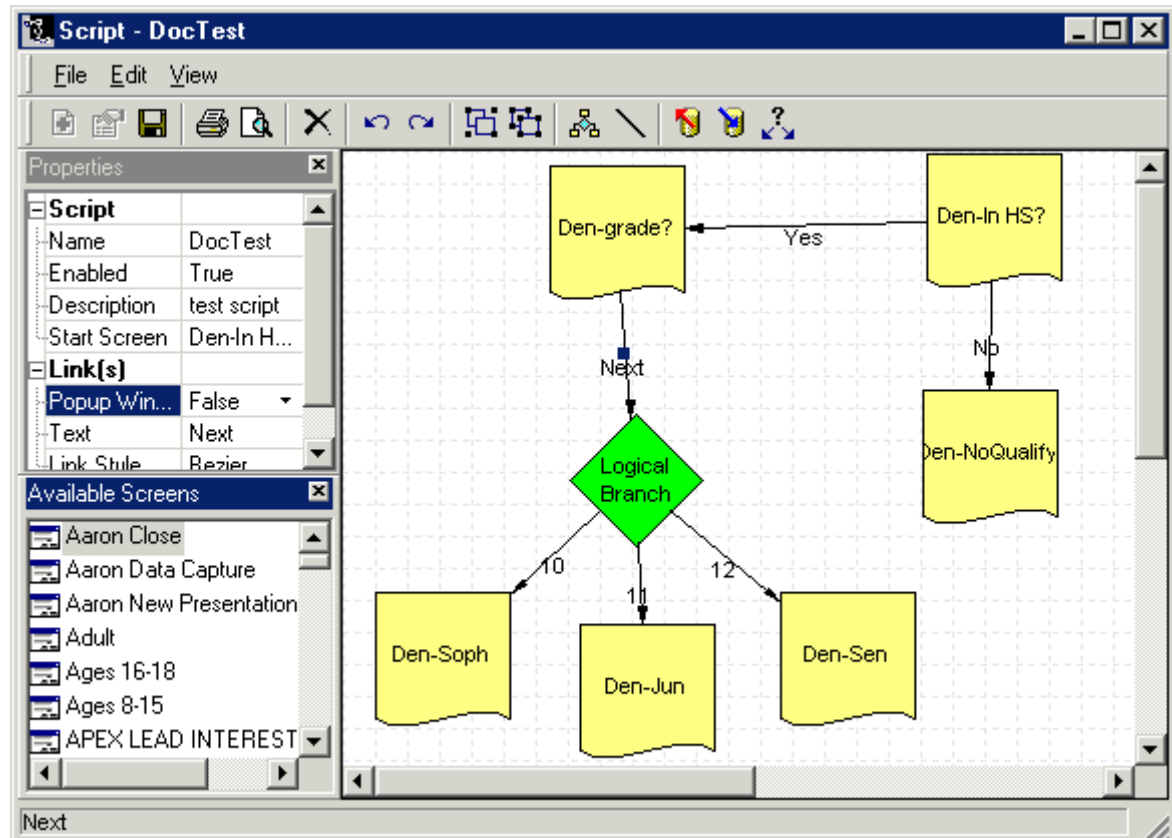 Script - DocTest
File Edit View
Properties
Script
Name DocTest
Enabled True
Description test script
Start Screen Den-In H...
Link(s)
Popup Win... False
Text Next
Link Style Bezier
Available Screens
Aaron Close
Aaron Data Capture
Aaron New Presentation
Adult
Ages 16-18
Ages 8-15
APEX LEAD INTEREST
Den-grade?
Yes
Den-In HS?
Next
No
Den-NoQualify
Logical
Branch
10
11
12
Den-Soph
Den-Jun
Den-Sen
Next